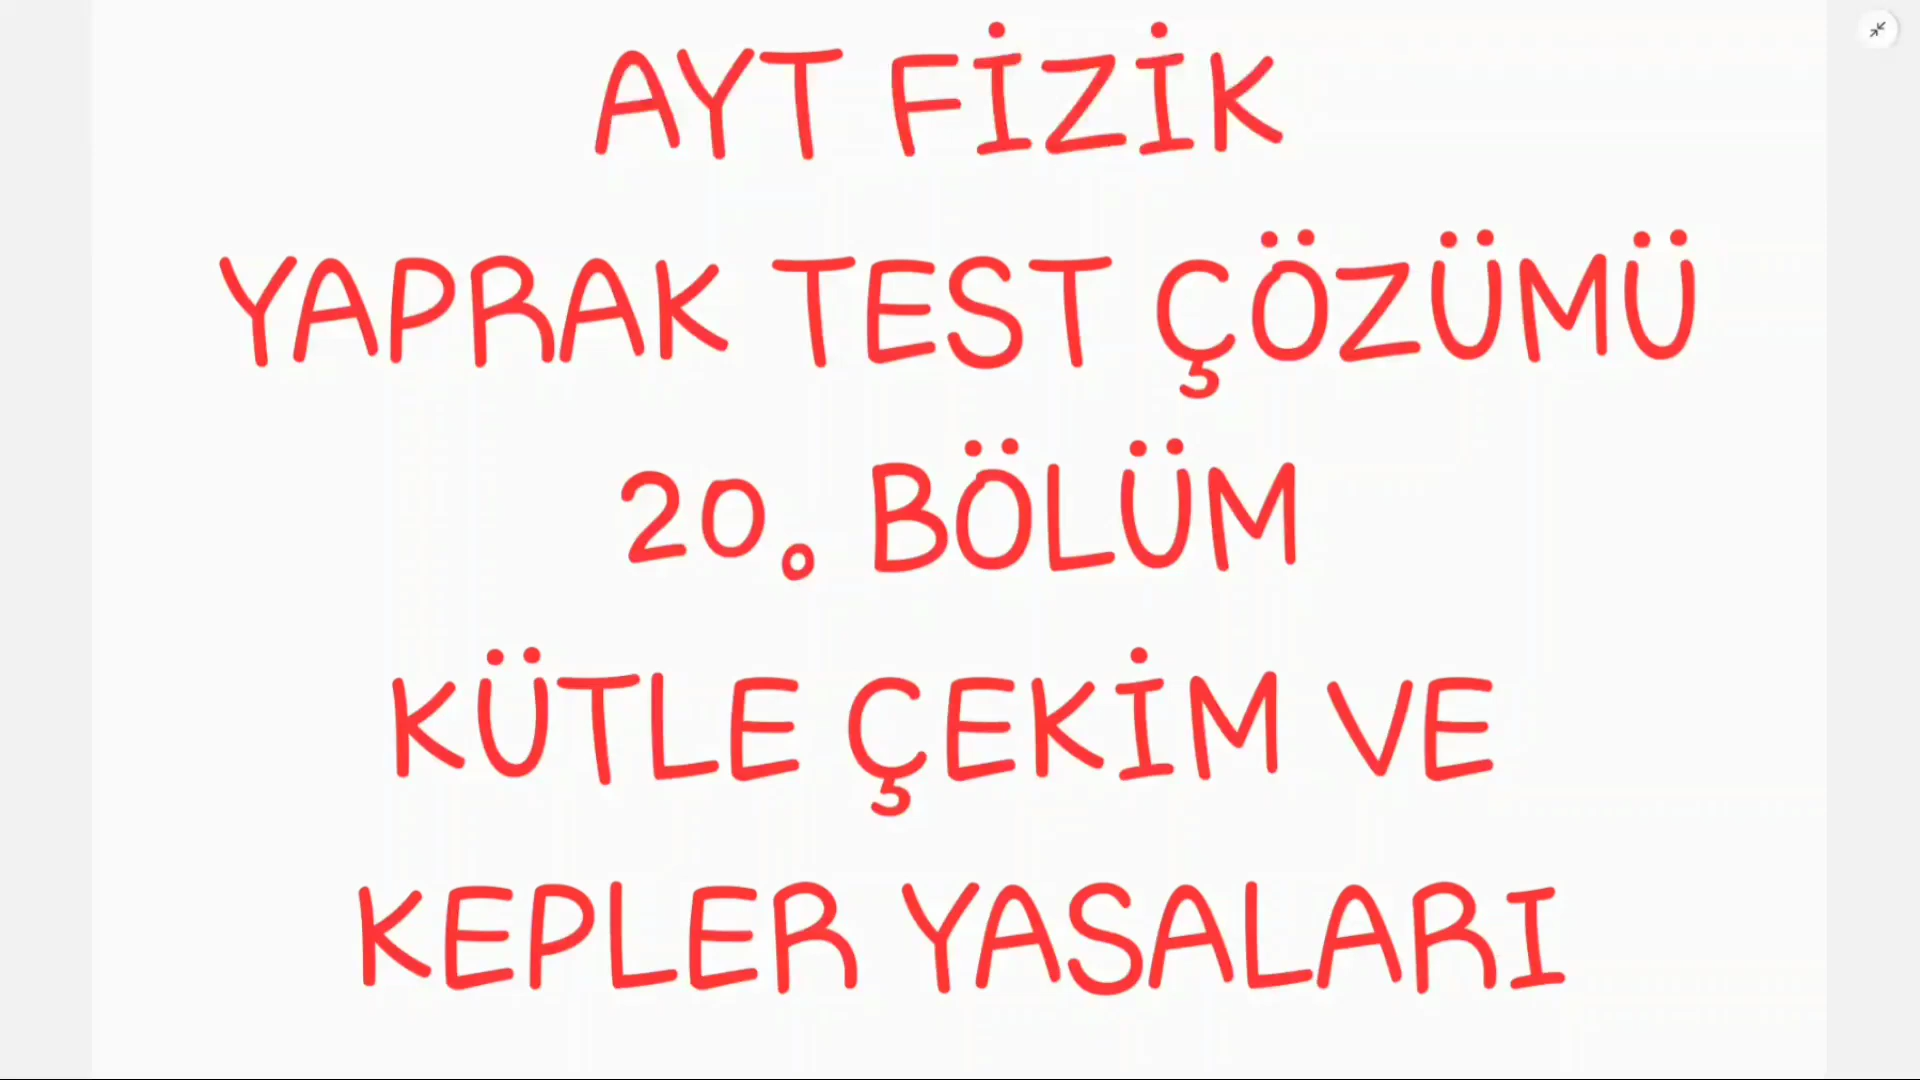 AYT FİZİK
YAPRAK TEST ÇÖZÜMÜ
20. BÖLÜM
KÜTLE ÇEKİM VE
KEPLER YASALARI